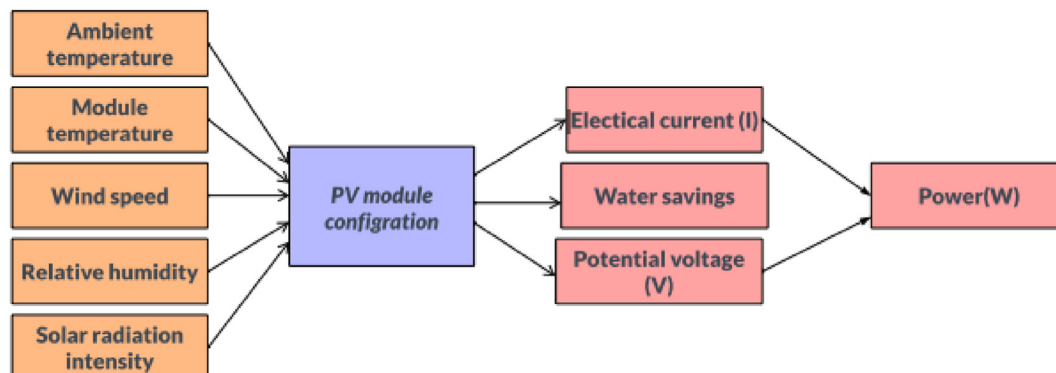 Ambient
temperature
Module
temperature
Wind speed
Relative humidity
Solar radiation
intensity
PV module
configration
Electical current (I)
Water savings
Potential voltage
(V)
Power(W)